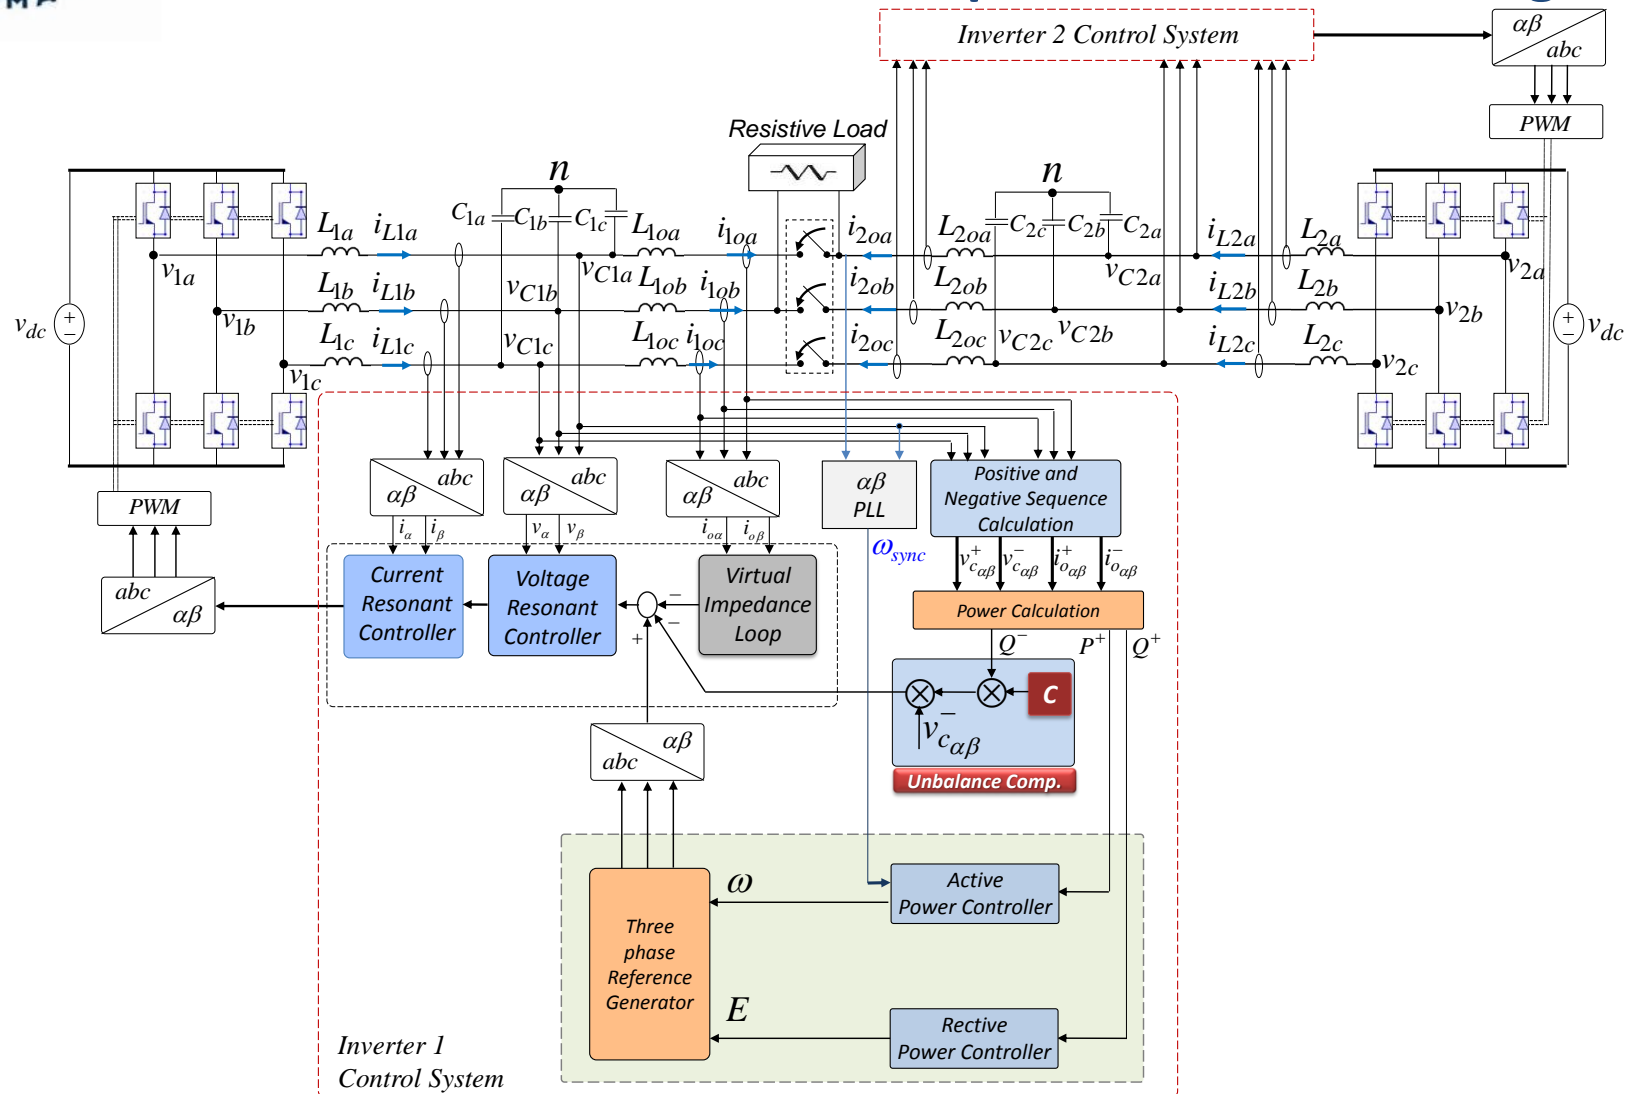 Inverter 2 Control System
αβ
abc
PWM
Resistive Load
n
n
C1a C1b C1c
C2c C2b C2a
L1a iL1a L1oa i1oa i2oa L2oa iL2a L2a
v1a vC1a vC2a v2a
L1b iL1b vC1b L1ob i1ob i2ob L2ob iL2b L2b
v1b vC2c vC2b v2b
L1c iL1c vC1c L1oc i1oc i2oc L2oc iL2c L2c
v1c v2c
vdc + −
+ − vdc
PWM
abc
αβ
abc
αβ
abc
αβ
abc
αβ
iα iβ
vα vβ
ioα ioβ
αβ
PLL
ωsync
Positive and
Negative Sequence
Calculation
v+cαβ v−cαβ i+oαβ i−oαβ
Power Calculation
Q− P+ Q+
Current
Resonant
Controller
Voltage
Resonant
Controller
− − +
Virtual
Impedance
Loop
C
v−cαβ
Unbalance Comp.
αβ
abc
Three
phase
Reference
Generator
ω
E
Active
Power Controller
Rective
Power Controller
Inverter 1
Control System